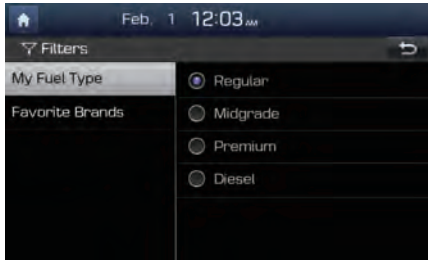 Feb. 1 12:03 AM
Filters
My Fuel Type
Favorite Brands
Regular
Midgrade
Premium
Diesel